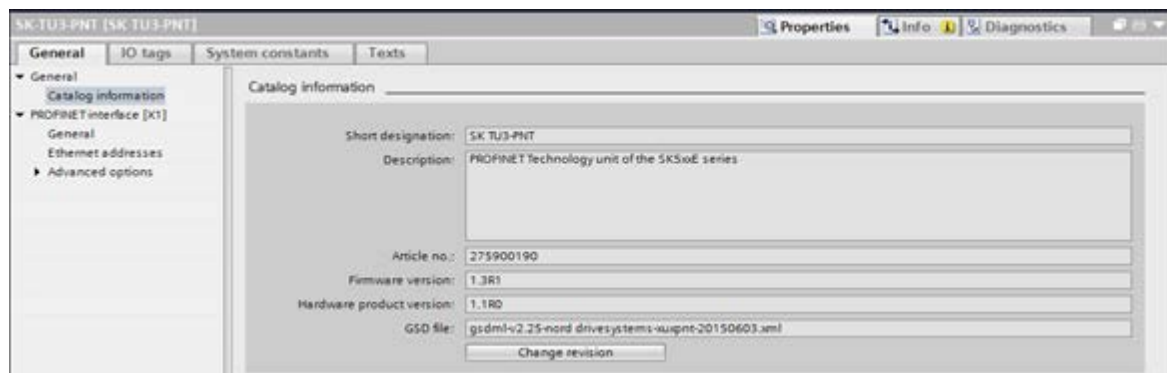 SK-TU3-PNT [SK TU3-PNT]
Properties
Info
Diagnostics
General
IO tags
System constants
Texts
General
Catalog information
PROFINET interface [X1]
General
Ethernet addresses
Advanced options
Catalog information
Short designation: SK TU3-PNT
Description: PROFINET Technology unit of the SK5xxE series
Article no.: 275900190
Firmware version: 1.3R1
Hardware product version: 1.1R0
GSD file: gsdml-v2.25-nord drivesystems-xuxpnt-20150603.xml
Change revision